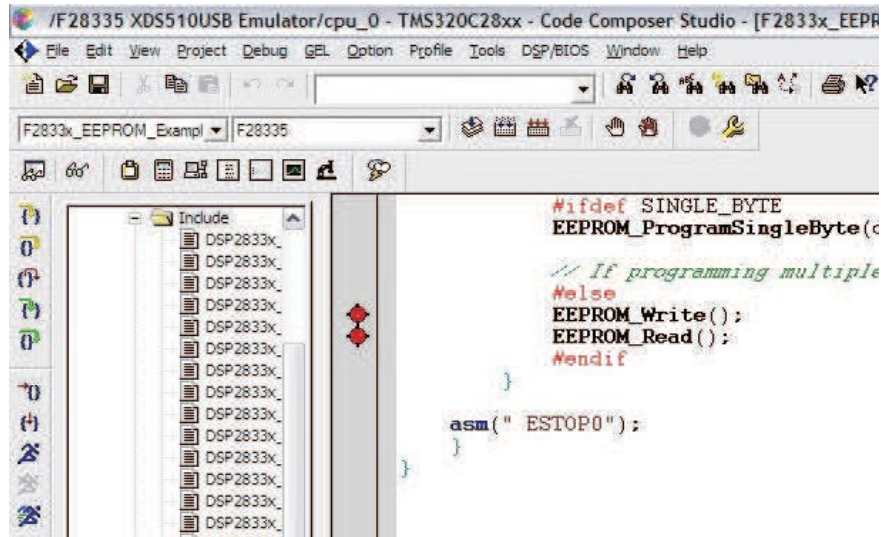 /F28335 XDS510USB Emulator/cpu_0 - TMS320C28xx - Code Composer Studio - [F2833x_EEPR
File Edit View Project Debug GEL Option Profile Tools DSP/BIOS Window Help
F2833x_EEPROM_Exampl F28335
Include
DSP2833x_
DSP2833x_
DSP2833x_
DSP2833x_
DSP2833x_
DSP2833x_
DSP2833x_
DSP2833x_
DSP2833x_
DSP2833x_
DSP2833x_
DSP2833x_
DSP2833x_
DSP2833x_
#ifdef SINGLE_BYTE
EEPROM_ProgramSingleByte(
// If programming multiple
#else
EEPROM_Write();
EEPROM_Read();
#endif
}
asm(" ESTOP0");
}
}